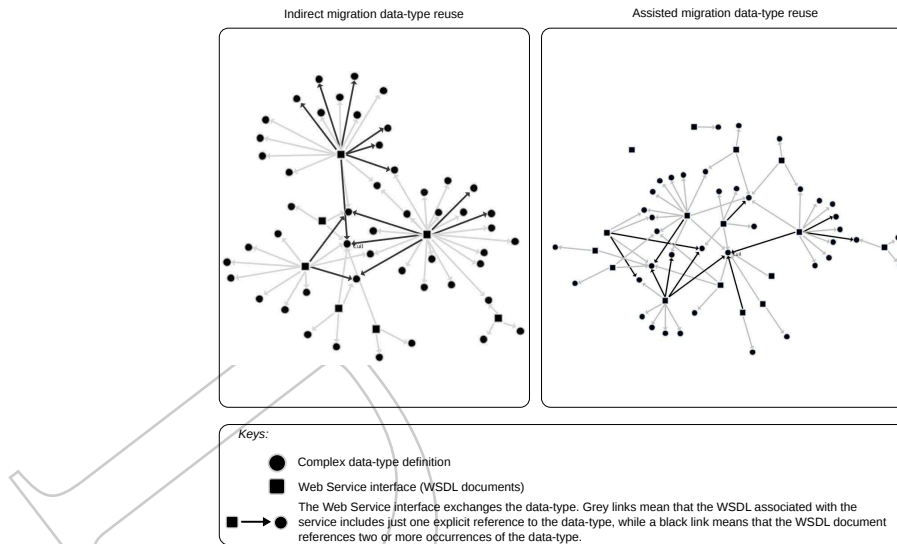 Indirect migration data-type reuse
Assisted migration data-type reuse
Keys:
Complex data-type definition
Web Service interface (WSDL documents)
The Web Service interface exchanges the data-type. Grey links mean that the WSDL associated with the
service includes just one explicit reference to the data-type, while a black link means that the WSDL document
references two or more occurrences of the data-type.